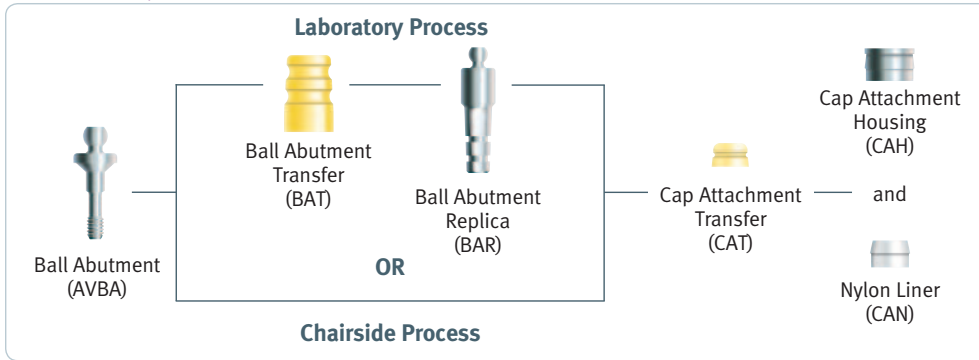 Laboratory Process
Ball Abutment
(AVBA)
Ball Abutment
Transfer
(BAT)
Ball Abutment
Replica
(BAR)
OR
Chairside Process
Cap Attachment
Transfer
(CAT)
Cap Attachment
Housing
(CAH)
and
Nylon Liner
(CAN)